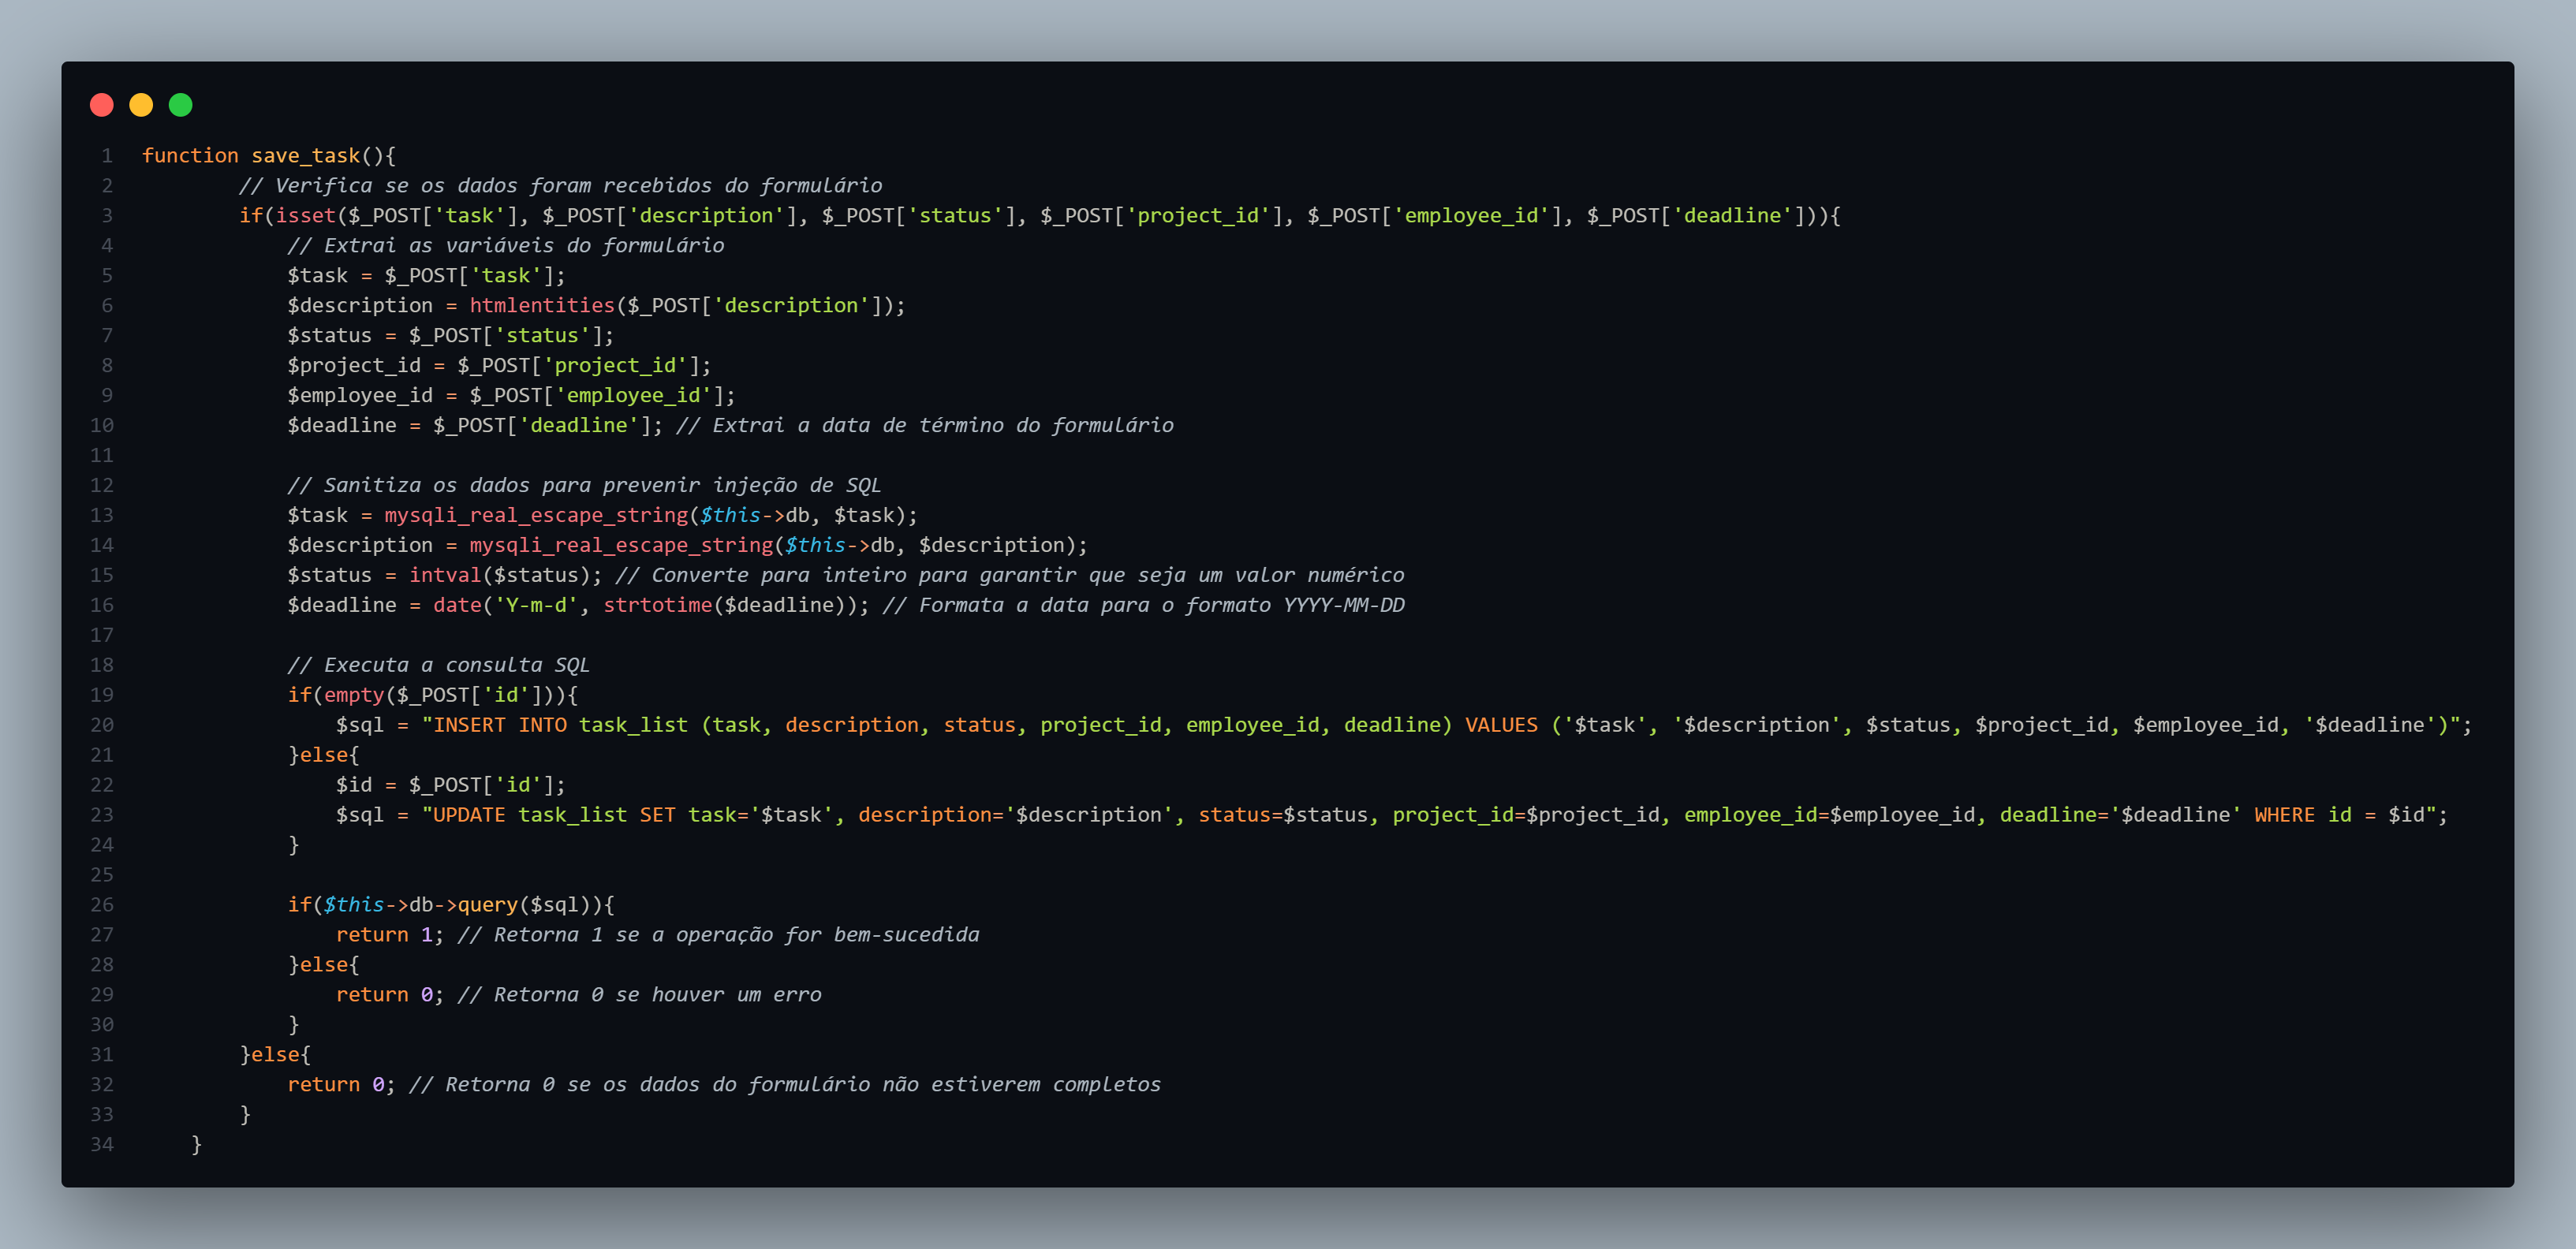 1 function save_task(){
2 // Verifica se os dados foram recebidos do formulário
3 if(isset($_POST['task'], $_POST['description'], $_POST['status'], $_POST['project_id'], $_POST['employee_id'], $_POST['deadline'])){
4 // Extrai as variáveis do formulário
5 $task = $_POST['task'];
6 $description = htmlentities($_POST['description']);
7 $status = $_POST['status'];
8 $project_id = $_POST['project_id'];
9 $employee_id = $_POST['employee_id'];
10 $deadline = $_POST['deadline']; // Extrai a data de término do formulário
11
12 // Sanitiza os dados para prevenir injeção de SQL
13 $task = mysqli_real_escape_string($this->db, $task);
14 $description = mysqli_real_escape_string($this->db, $description);
15 $status = intval($status); // Converte para inteiro para garantir que seja um valor numérico
16 $deadline = date('Y-m-d', strtotime($deadline)); // Formata a data para o formato YYYY-MM-DD
17
18 // Executa a consulta SQL
19 if(empty($_POST['id'])){
20 $sql = "INSERT INTO task_list (task, description, status, project_id, employee_id, deadline) VALUES ('$task', '$description', $status, $project_id, $employee_id, '$deadline')";
21 }else{
22 $id = $_POST['id'];
23 $sql = "UPDATE task_list SET task='$task', description='$description', status=$status, project_id=$project_id, employee_id=$employee_id, deadline='$deadline' WHERE id = $id";
24 }
25
26 if($this->db->query($sql)){
27 return 1; // Retorna 1 se a operação for bem-sucedida
28 }else{
29 return 0; // Retorna 0 se houver um erro
30 }
31 }else{
32 return 0; // Retorna 0 se os dados do formulário não estiverem completos
33 }
34 }